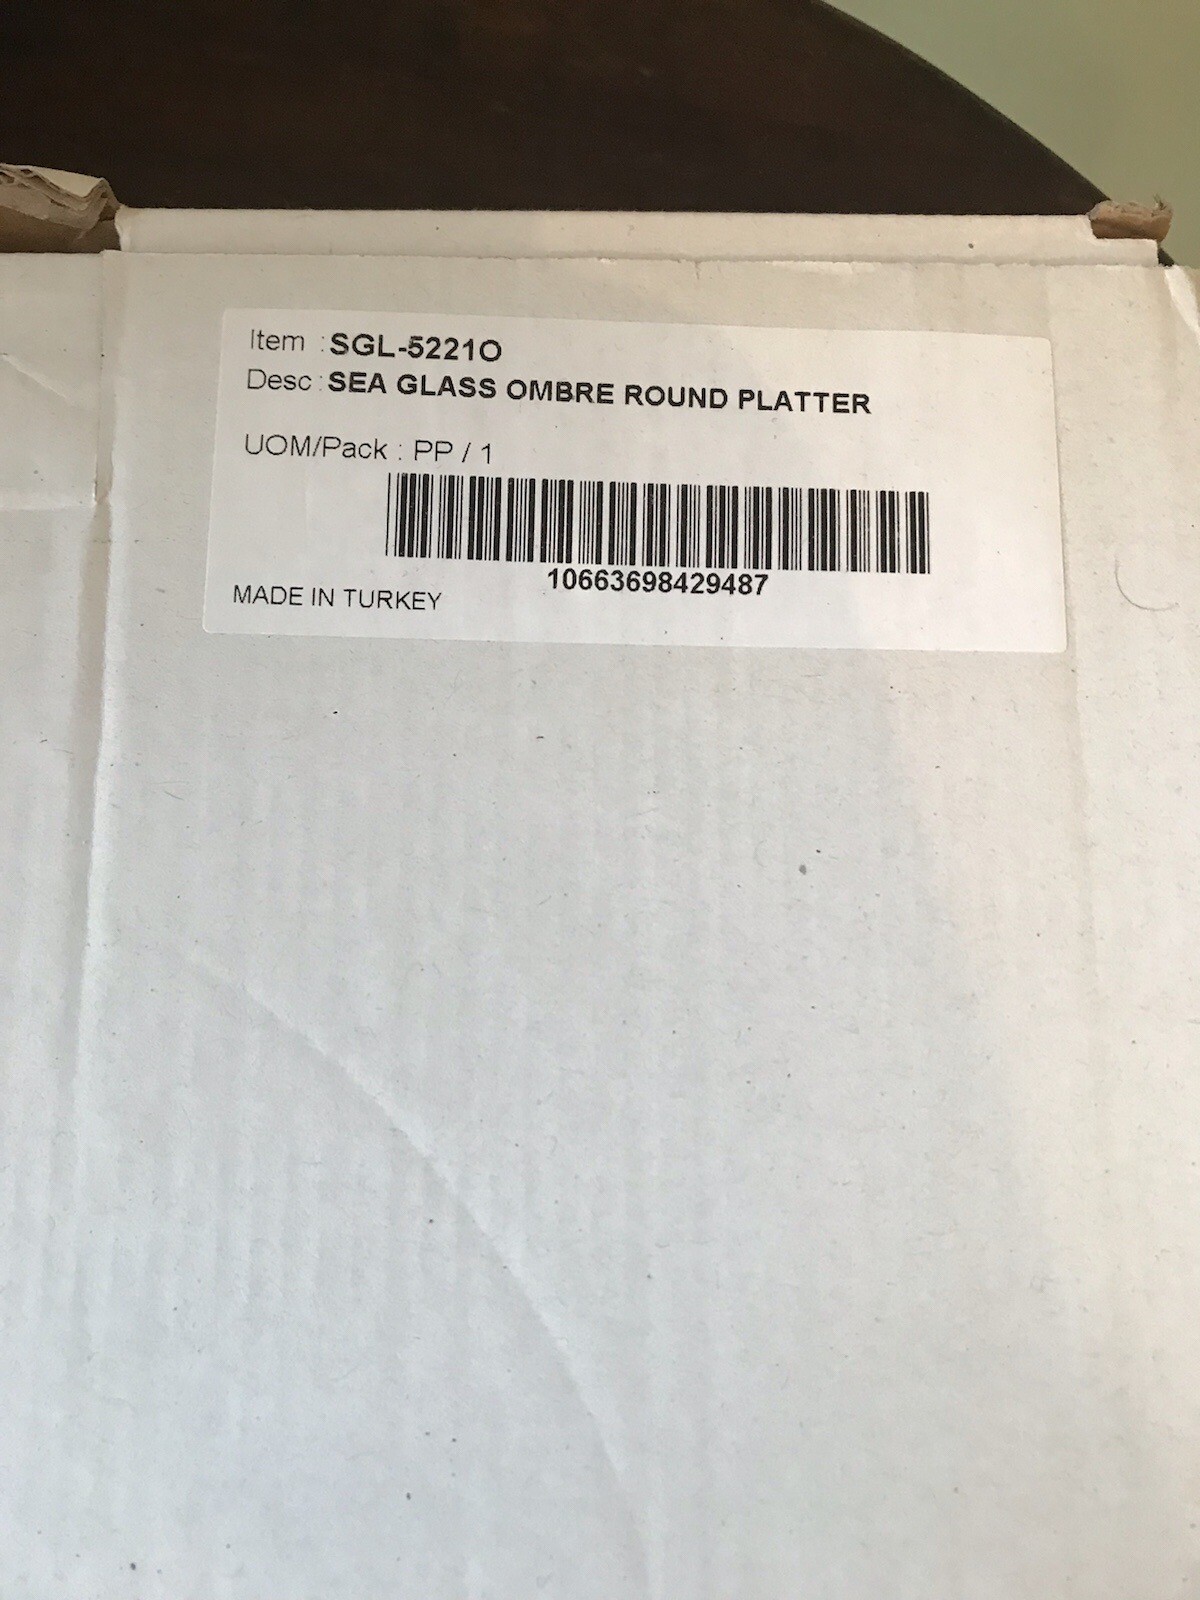 Item : SGL-5221O
Desc : SEA GLASS OMBRE ROUND PLATTER
UOM/Pack : PP / 1
10663698429487
MADE IN TURKEY